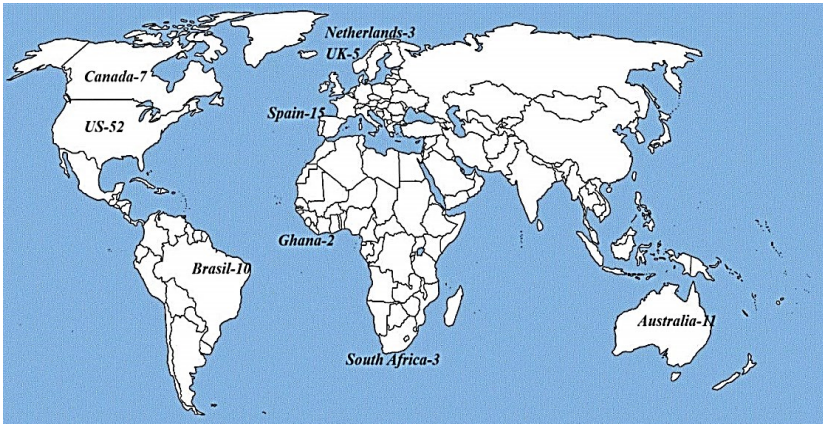 Netherlands-3
UK-5
Canada-7
Spain-15
US-52
Ghana-2
Brasil-10
Australia-11
South Africa-3